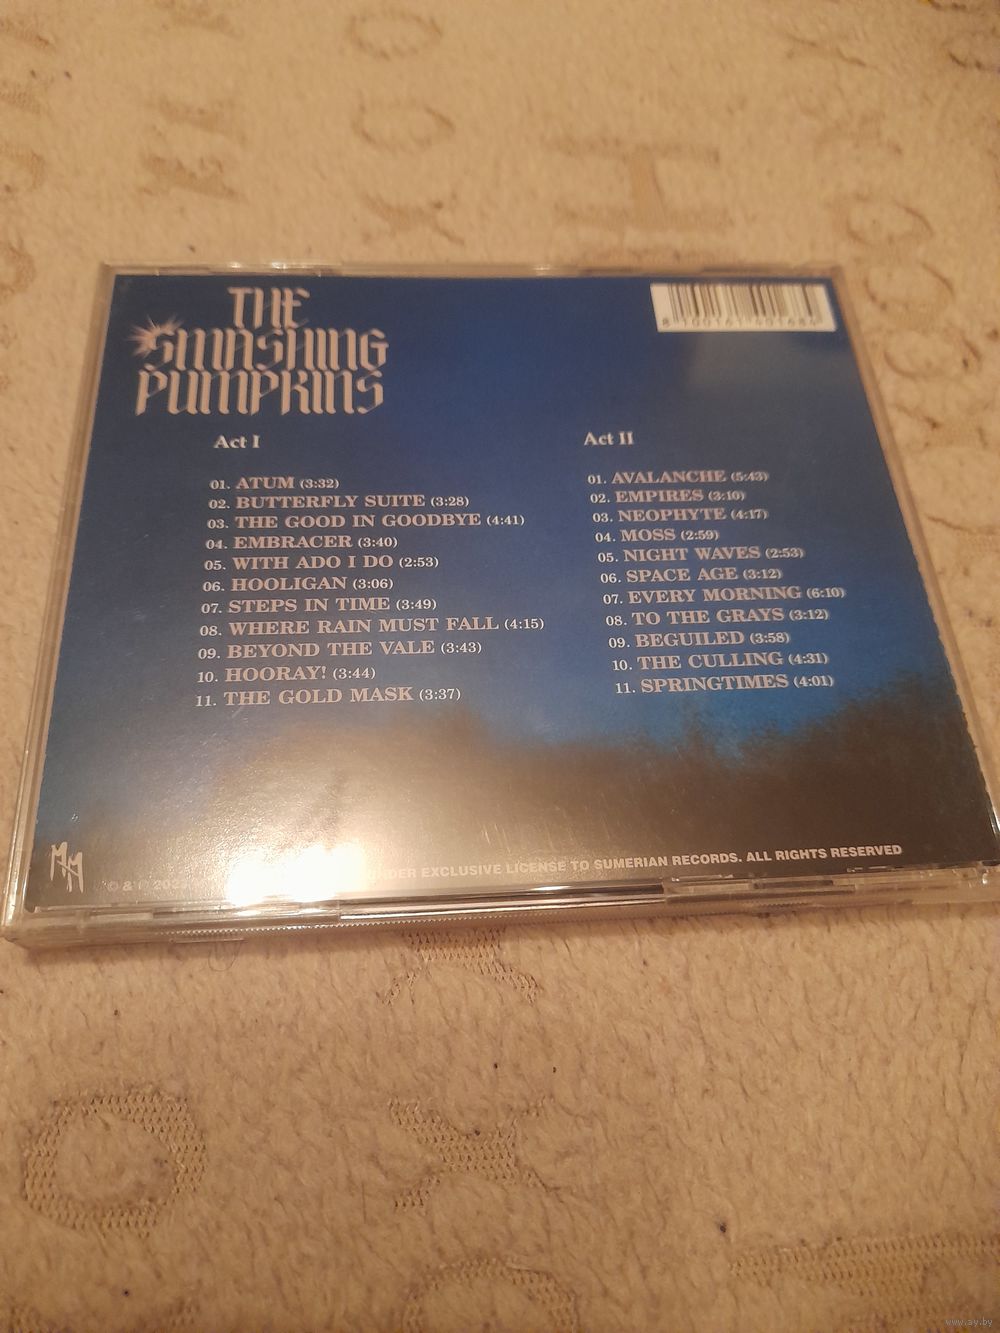 THE
SMASHING
PUMPKINS
Act I
01. ATUM (3:32)
02. BUTTERFLY SUITE (3:28)
03. THE GOOD IN GOODBYE (4:41)
04. EMBRACER (3:40)
05. WITH ADO I DO (2:53)
06. HOOLIGAN (3:06)
07. STEPS IN TIME (3:49)
08. WHERE RAIN MUST FALL (4:15)
09. BEYOND THE VALE (3:43)
10. HOORAY! (3:44)
11. THE GOLD MASK (3:37)
Act II
01. AVALANCHE (5:43)
02. EMPIRES (3:10)
03. NEOPHYTE (4:17)
04. MOSS (2:59)
05. NIGHT WAVES (2:53)
06. SPACE AGE (3:12)
07. EVERY MORNING (6:10)
08. TO THE GRAYS (3:12)
09. BEGUILED (3:58)
10. THE CULLING (4:31)
11. SPRINGTIMES (4:01)
UNDER EXCLUSIVE LICENSE TO SUMERIAN RECORDS. ALL RIGHTS RESERVED
www.ay.by